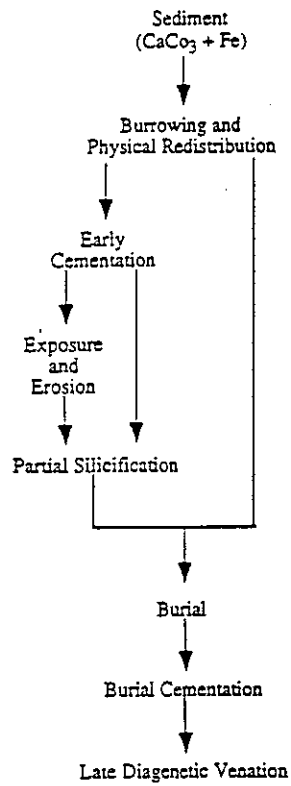 Sediment
(CaCo3 + Fe)
Burrowing and
Physical Redistribution
Early
Cementation
Exposure
and
Erosion
Partial Silicification
Burial
Burial Cementation
Late Diagenetic Venation